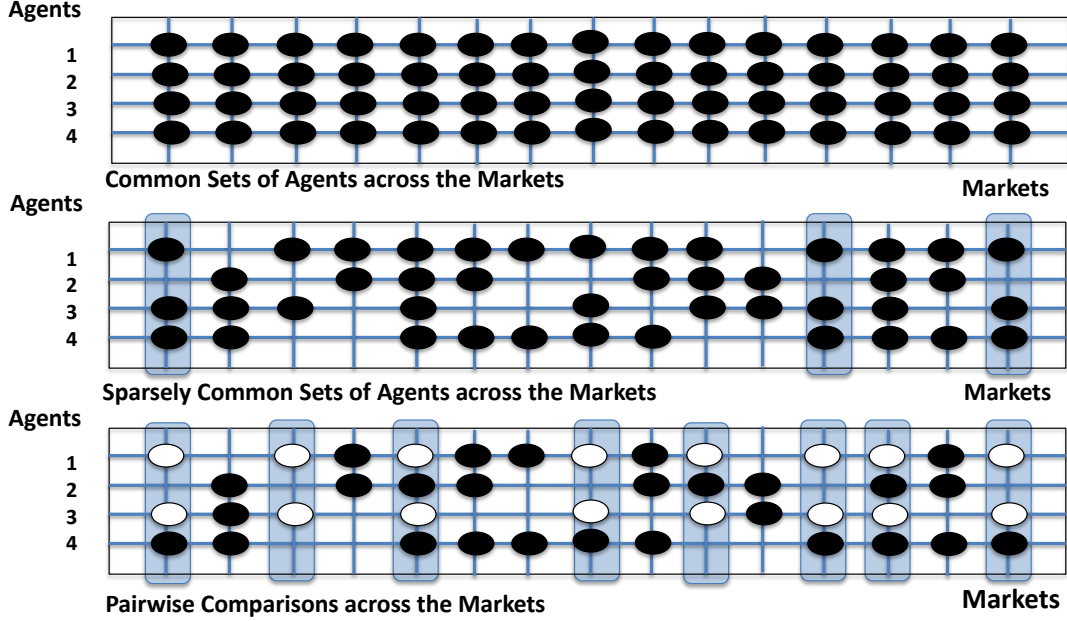 Agents
1
2
3
4
Common Sets of Agents across the Markets
Markets
Agents
1
2
3
4
Sparsely Common Sets of Agents across the Markets
Markets
Agents
1
2
3
4
Pairwise Comparisons across the Markets
Markets